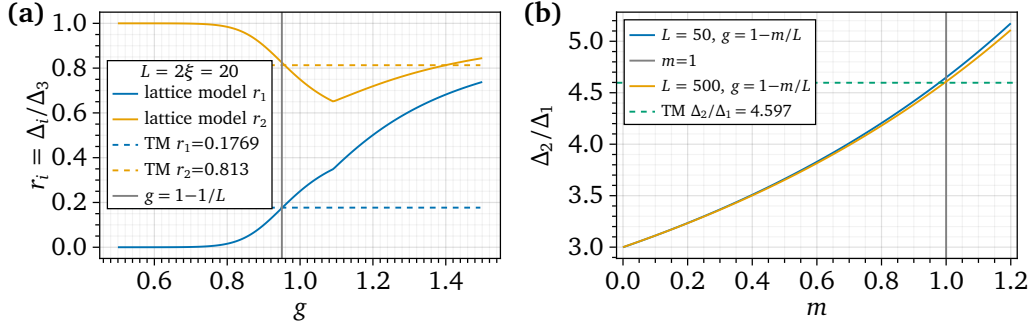 (a)
r_i = Δ_i/Δ_3
1.0
0.8
0.6
0.4
0.2
0.0
L = 2ξ = 20
lattice model r_1
lattice model r_2
TM r_1=0.1769
TM r_2=0.813
g = 1−1/L
0.6 0.8 1.0 1.2 1.4
g
(b)
Δ_2/Δ_1
5.0
4.5
4.0
3.5
3.0
L = 50, g = 1−m/L
m=1
L = 500, g = 1−m/L
TM Δ_2/Δ_1 = 4.597
0.0 0.2 0.4 0.6 0.8 1.0 1.2
m